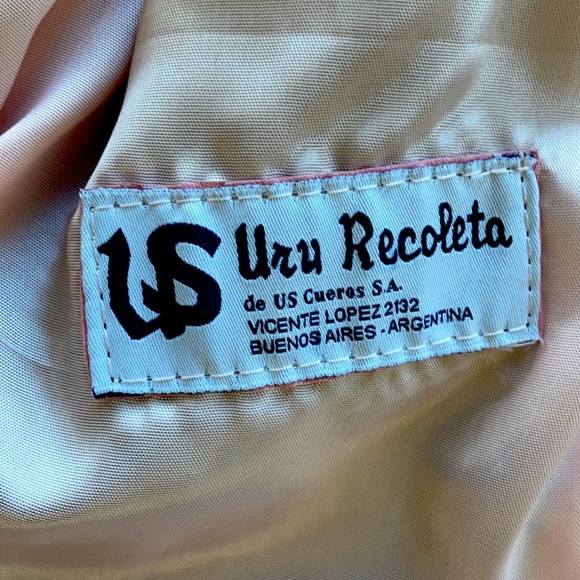 US Uru Recoleta
de US Cueros S.A.
VICENTE LOPEZ 2132
BUENOS AIRES - ARGENTINA